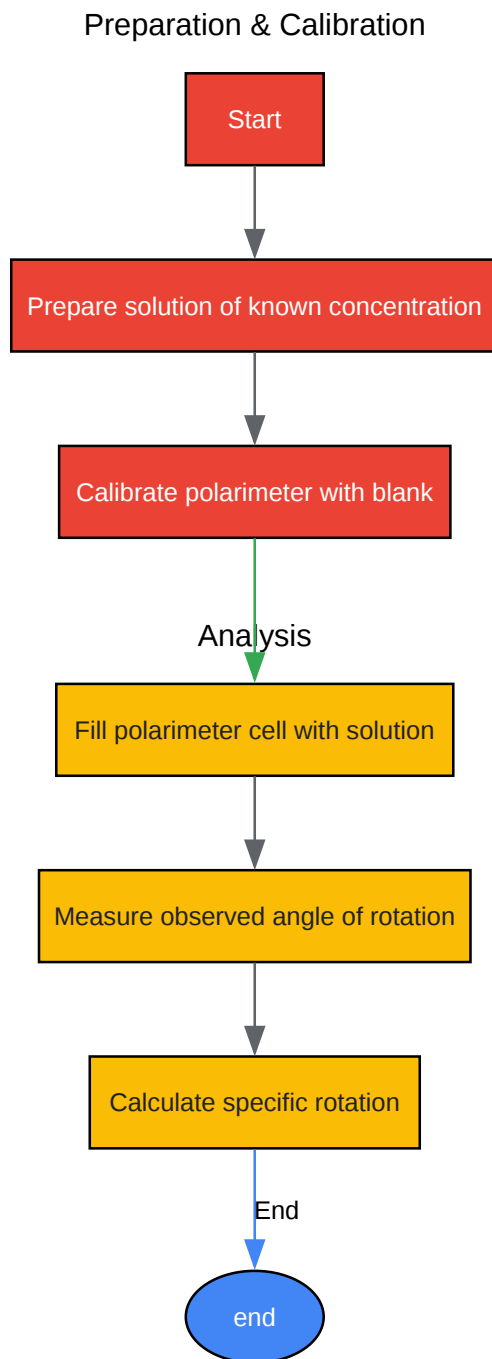 Preparation & Calibration
Start
Prepare solution of known concentration
Calibrate polarimeter with blank
Analysis
Fill polarimeter cell with solution
Measure observed angle of rotation
Calculate specific rotation
End
end